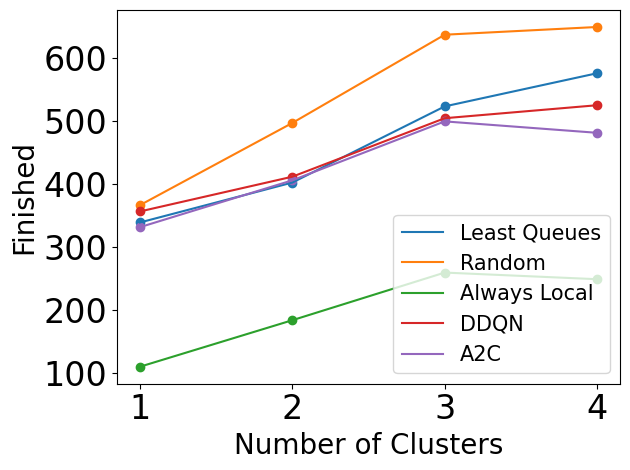 600
500
400
300
200
100
Finished
Least Queues
Random
Always Local
DDQN
A2C
1 2 3 4
Number of Clusters